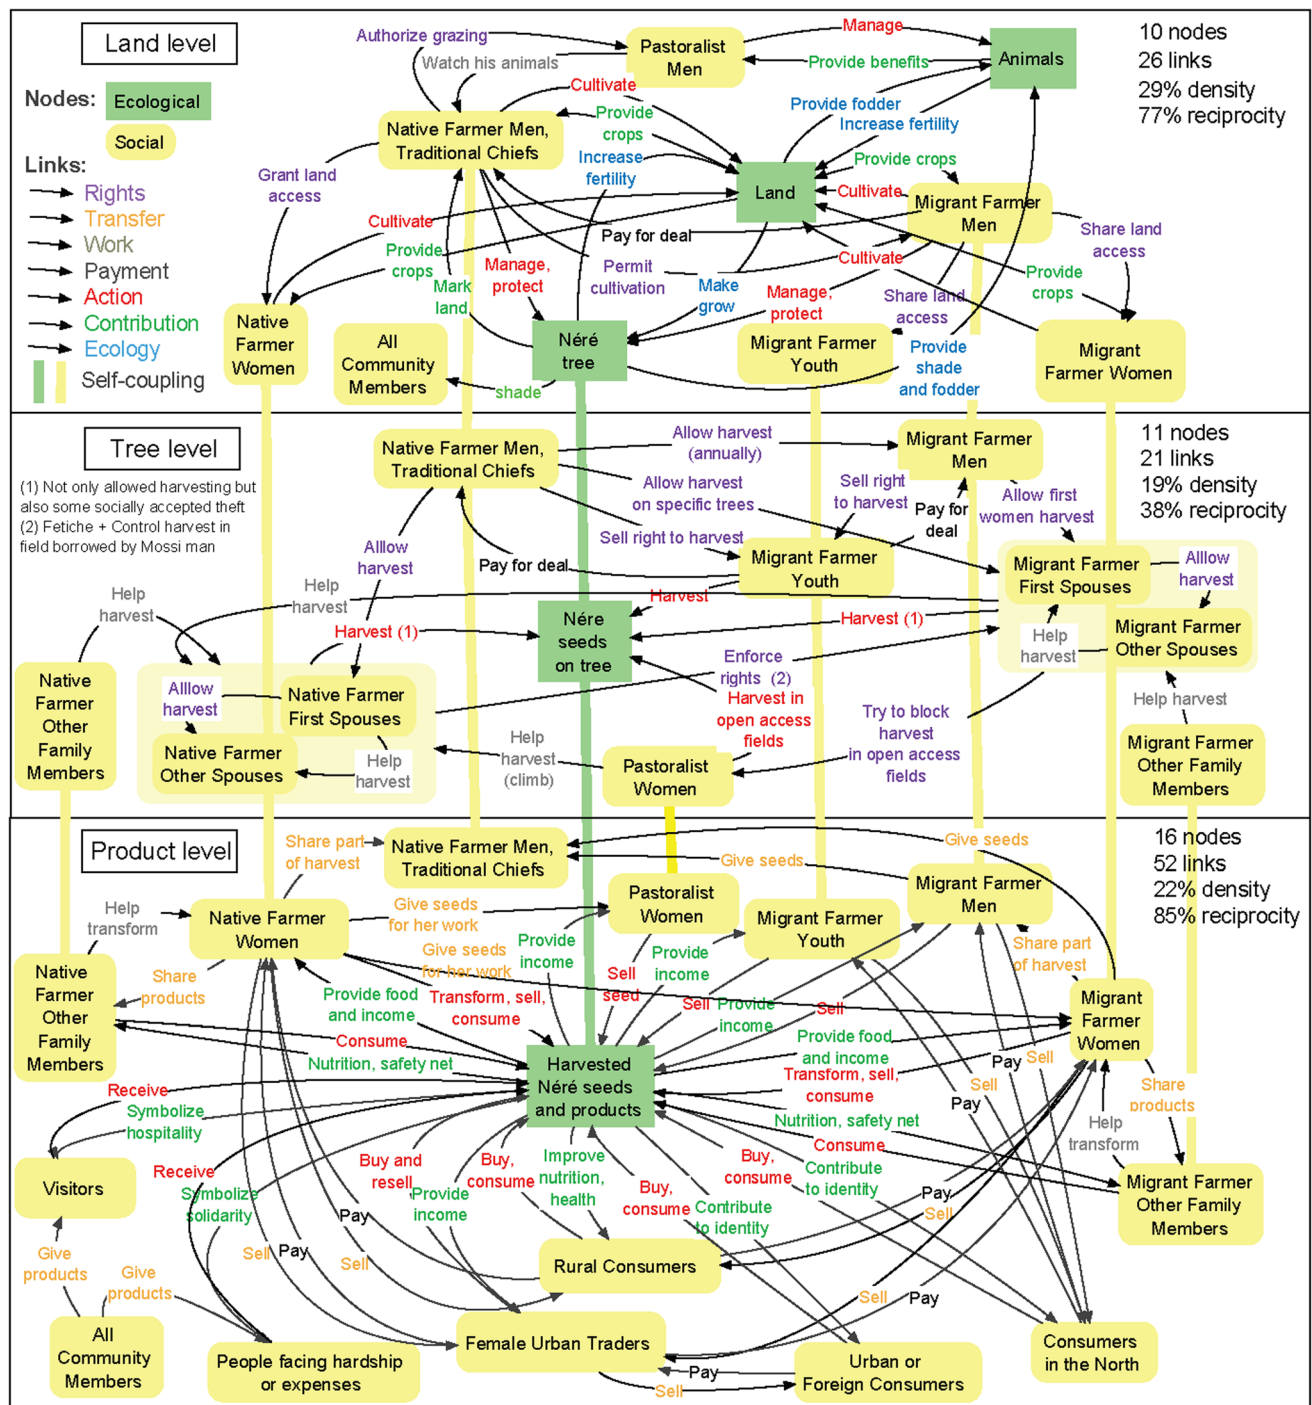 Land level
Nodes:
Ecological
Social
Links:
Rights
Transfer
Work
Payment
Action
Contribution
Ecology
Self-coupling
10 nodes
26 links
29% density
77% reciprocity
Authorize grazing
Watch his animals
Pastoralist
Men
Manage
Provide benefits
Animals
Cultivate
Native Farmer Men,
Traditional Chiefs
Provide
crops
Increase
fertility
Provide fodder
Increase fertility
Provide crops
Land
Cultivate
Migrant Farmer
Men
Grant land
access
Cultivate
Provide
crops
Mark
land
Manage,
protect
Pay for deal
Permit
cultivation
Make
grow
Cultivate
Manage,
protect
Share land
access
Share land
access
Provide
crops
Native
Farmer
Women
All
Community
Members
shade
Néré
tree
Migrant Farmer
Youth
Provide
shade
and fodder
Migrant
Farmer Women
Tree level
(1) Not only allowed harvesting but
also some socially accepted theft
(2) Fetiche + Control harvest in
field borrowed by Mossi man
11 nodes
21 links
19% density
38% reciprocity
Native Farmer Men,
Traditional Chiefs
Allow harvest
(annually)
Migrant Farmer
Men
Allow harvest
on specific trees
Sell right
to harvest
Pay for
deal
Allow first
women harvest
Sell right to harvest
Alllow
harvest
Pay for deal
Migrant Farmer
Youth
Migrant Farmer
First Spouses
Alllow
harvest
Migrant Farmer
Other Spouses
Help
harvest
Help
harvest
Help
harvest
Harvest (1)
Harvest
Nére
seeds
on tree
Harvest (1)
Enforce
rights  (2)
Harvest in
open access
fields
Help harvest
Native
Farmer
Other
Family
Members
Alllow
harvest
Native Farmer
First Spouses
Native Farmer
Other Spouses
Help
harvest
Help
harvest
(climb)
Pastoralist
Women
Try to block
harvest
in open access
fields
Migrant Farmer
Other Family
Members
Product level
16 nodes
52 links
22% density
85% reciprocity
Share part
of harvest
Native Farmer Men,
Traditional Chiefs
Give seeds
Give seeds
Help
transform
Native Farmer
Women
Give seeds
for her work
Give seeds
for her work
Pastoralist
Women
Migrant Farmer
Youth
Migrant Farmer
Men
Share part
of harvest
Native
Farmer
Other
Family
Members
Share
products
Provide food
and income
Transform, sell,
consume
Provide
income
Sell
seed
Provide
income
Sell
Provide
income
Sell
Migrant
Farmer
Women
Consume
Nutrition, safety net
Harvested
Néré seeds
and products
Provide food
and income
Transform, sell,
consume
Nutrition, safety net
Consume
Pay
Sell
Sell
Pay
Share
products
Help
transform
Receive
Symbolize
hospitality
Visitors
Receive
Symbolize
solidarity
Buy and
resell
Provide
income
Buy,
consume
Improve
nutrition,
health
Buy,
consume
Contribute
to identity
Buy,
consume
Contribute
to identity
Pay
Sell
Migrant Farmer
Other Family
Members
Pay
Sell
Pay
Sell
Give
products
Give
products
Rural Consumers
Sell
Pay
All
Community
Members
People facing hardship
or expenses
Female Urban Traders
Pay
Sell
Urban or
Foreign Consumers
Consumers
in the North